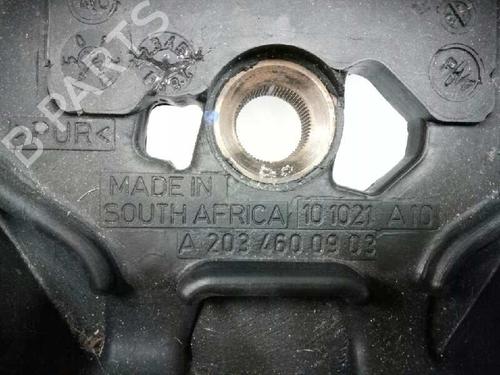 B-PARTS
PUR<
MADE IN
SOUTH AFRICA 101021 A10
A 203 460 09 03